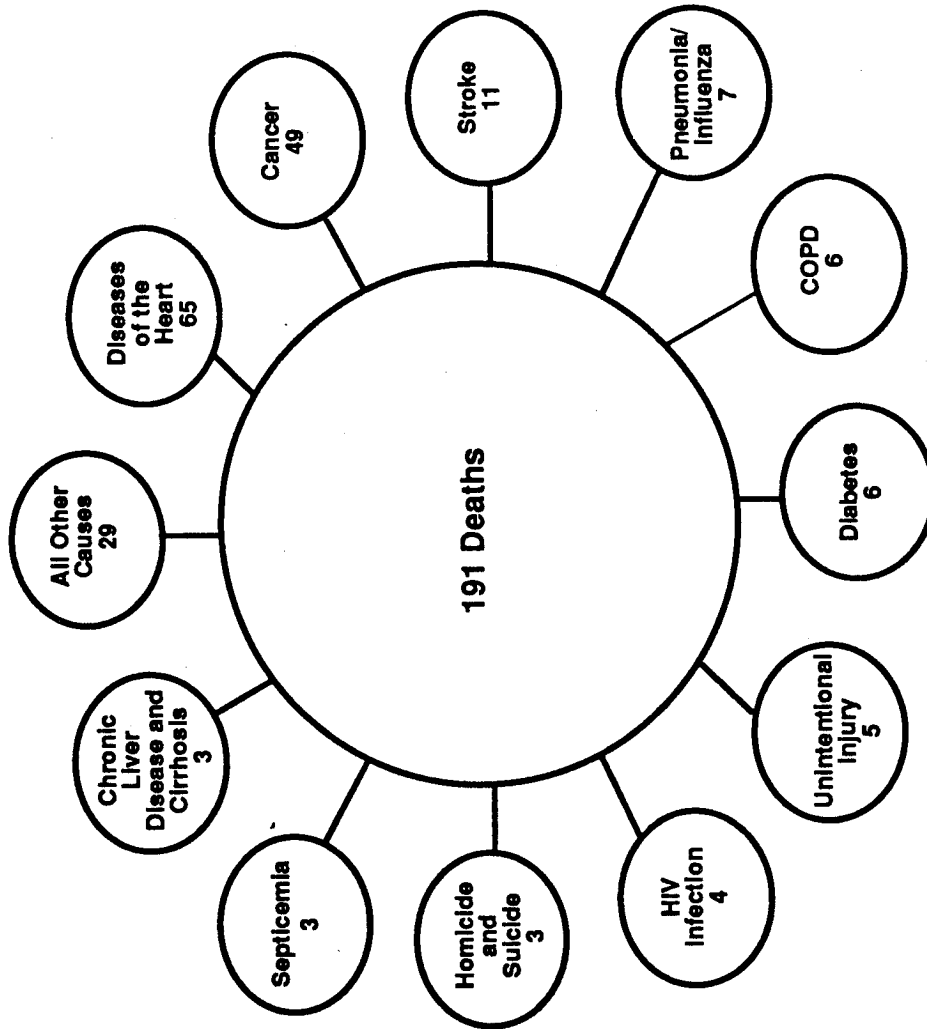 191 Deaths
Diseases
of the
Heart
65
Cancer
49
Stroke
11
Pneumonia/
Influenza
7
COPD
6
Diabetes
6
Unintentional
Injury
5
HIV
Infection
4
Homicide
and
Suicide
3
Septicemia
3
Chronic
Liver
Disease and
Cirrhosis
3
All Other
Causes
29